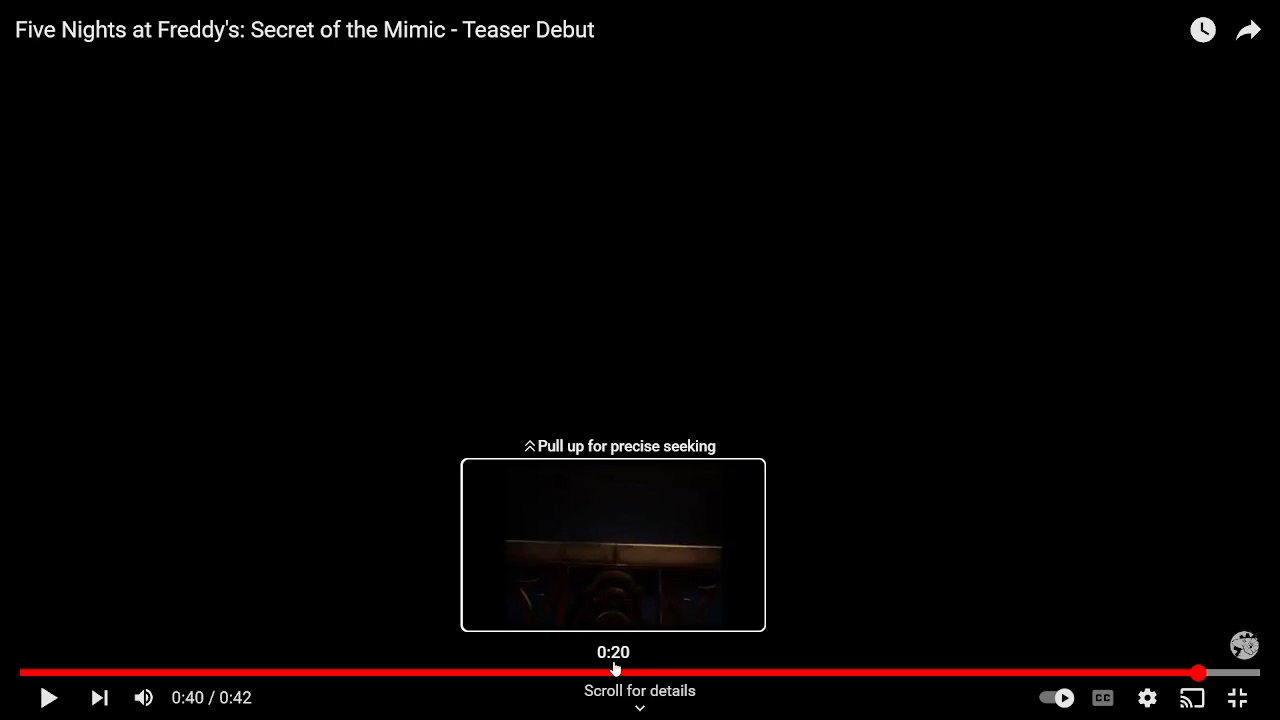 Five Nights at Freddy's: Secret of the Mimic - Teaser Debut
Pull up for precise seeking
0:20
0:40 / 0:42
Scroll for details
CC